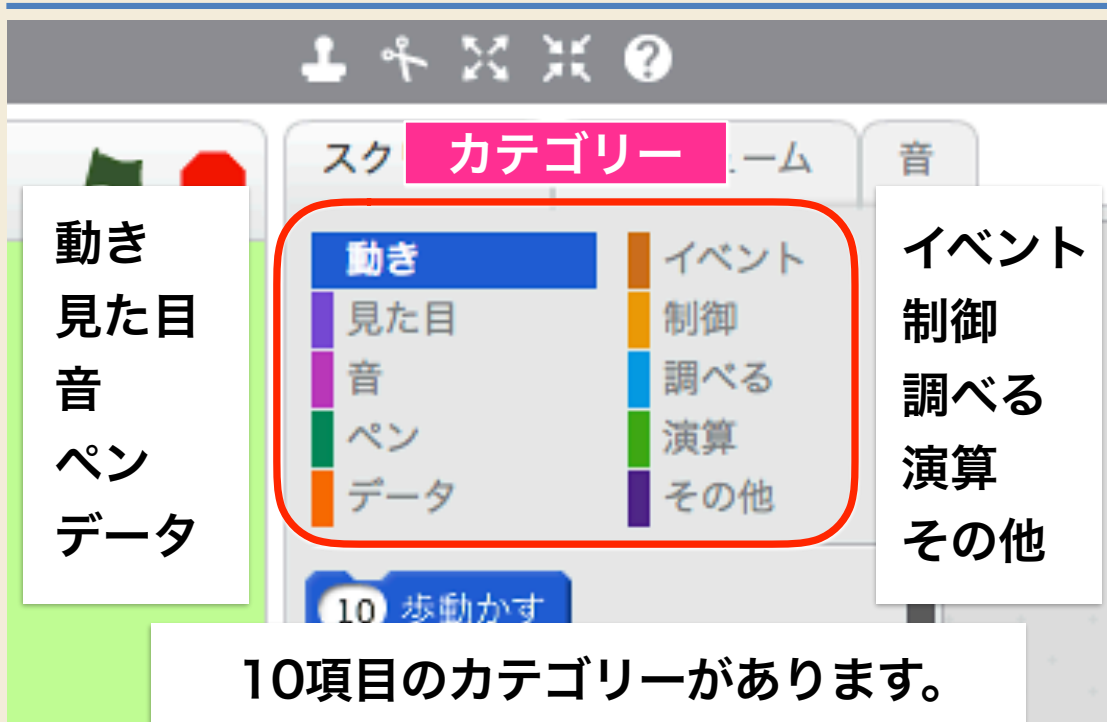 スク
カテゴリー
ーム
音
動き
見た目
音
ペン
データ
動き
見た目
音
ペン
データ
イベント
制御
調べる
演算
その他
イベント
制御
調べる
演算
その他
10 歩動かす
10項目のカテゴリーがあります。